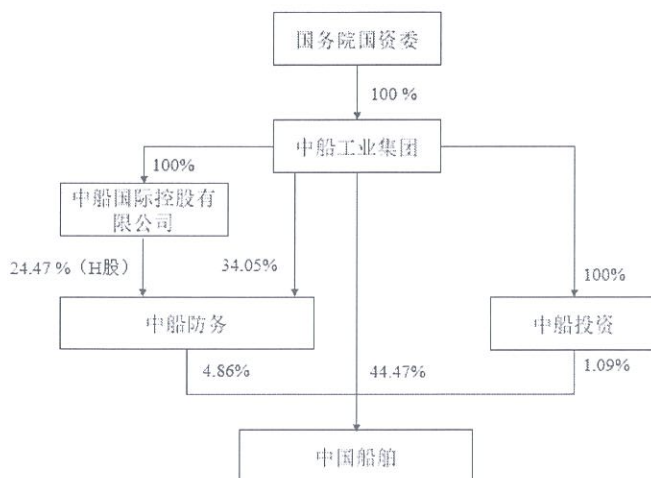 国务院国资委
100 %
中船工业集团
100%
中船国际控股有
限公司
24.47 %（H股）
34.05%
100%
中船防务
中船投资
4.86%
44.47%
1.09%
中国船舶